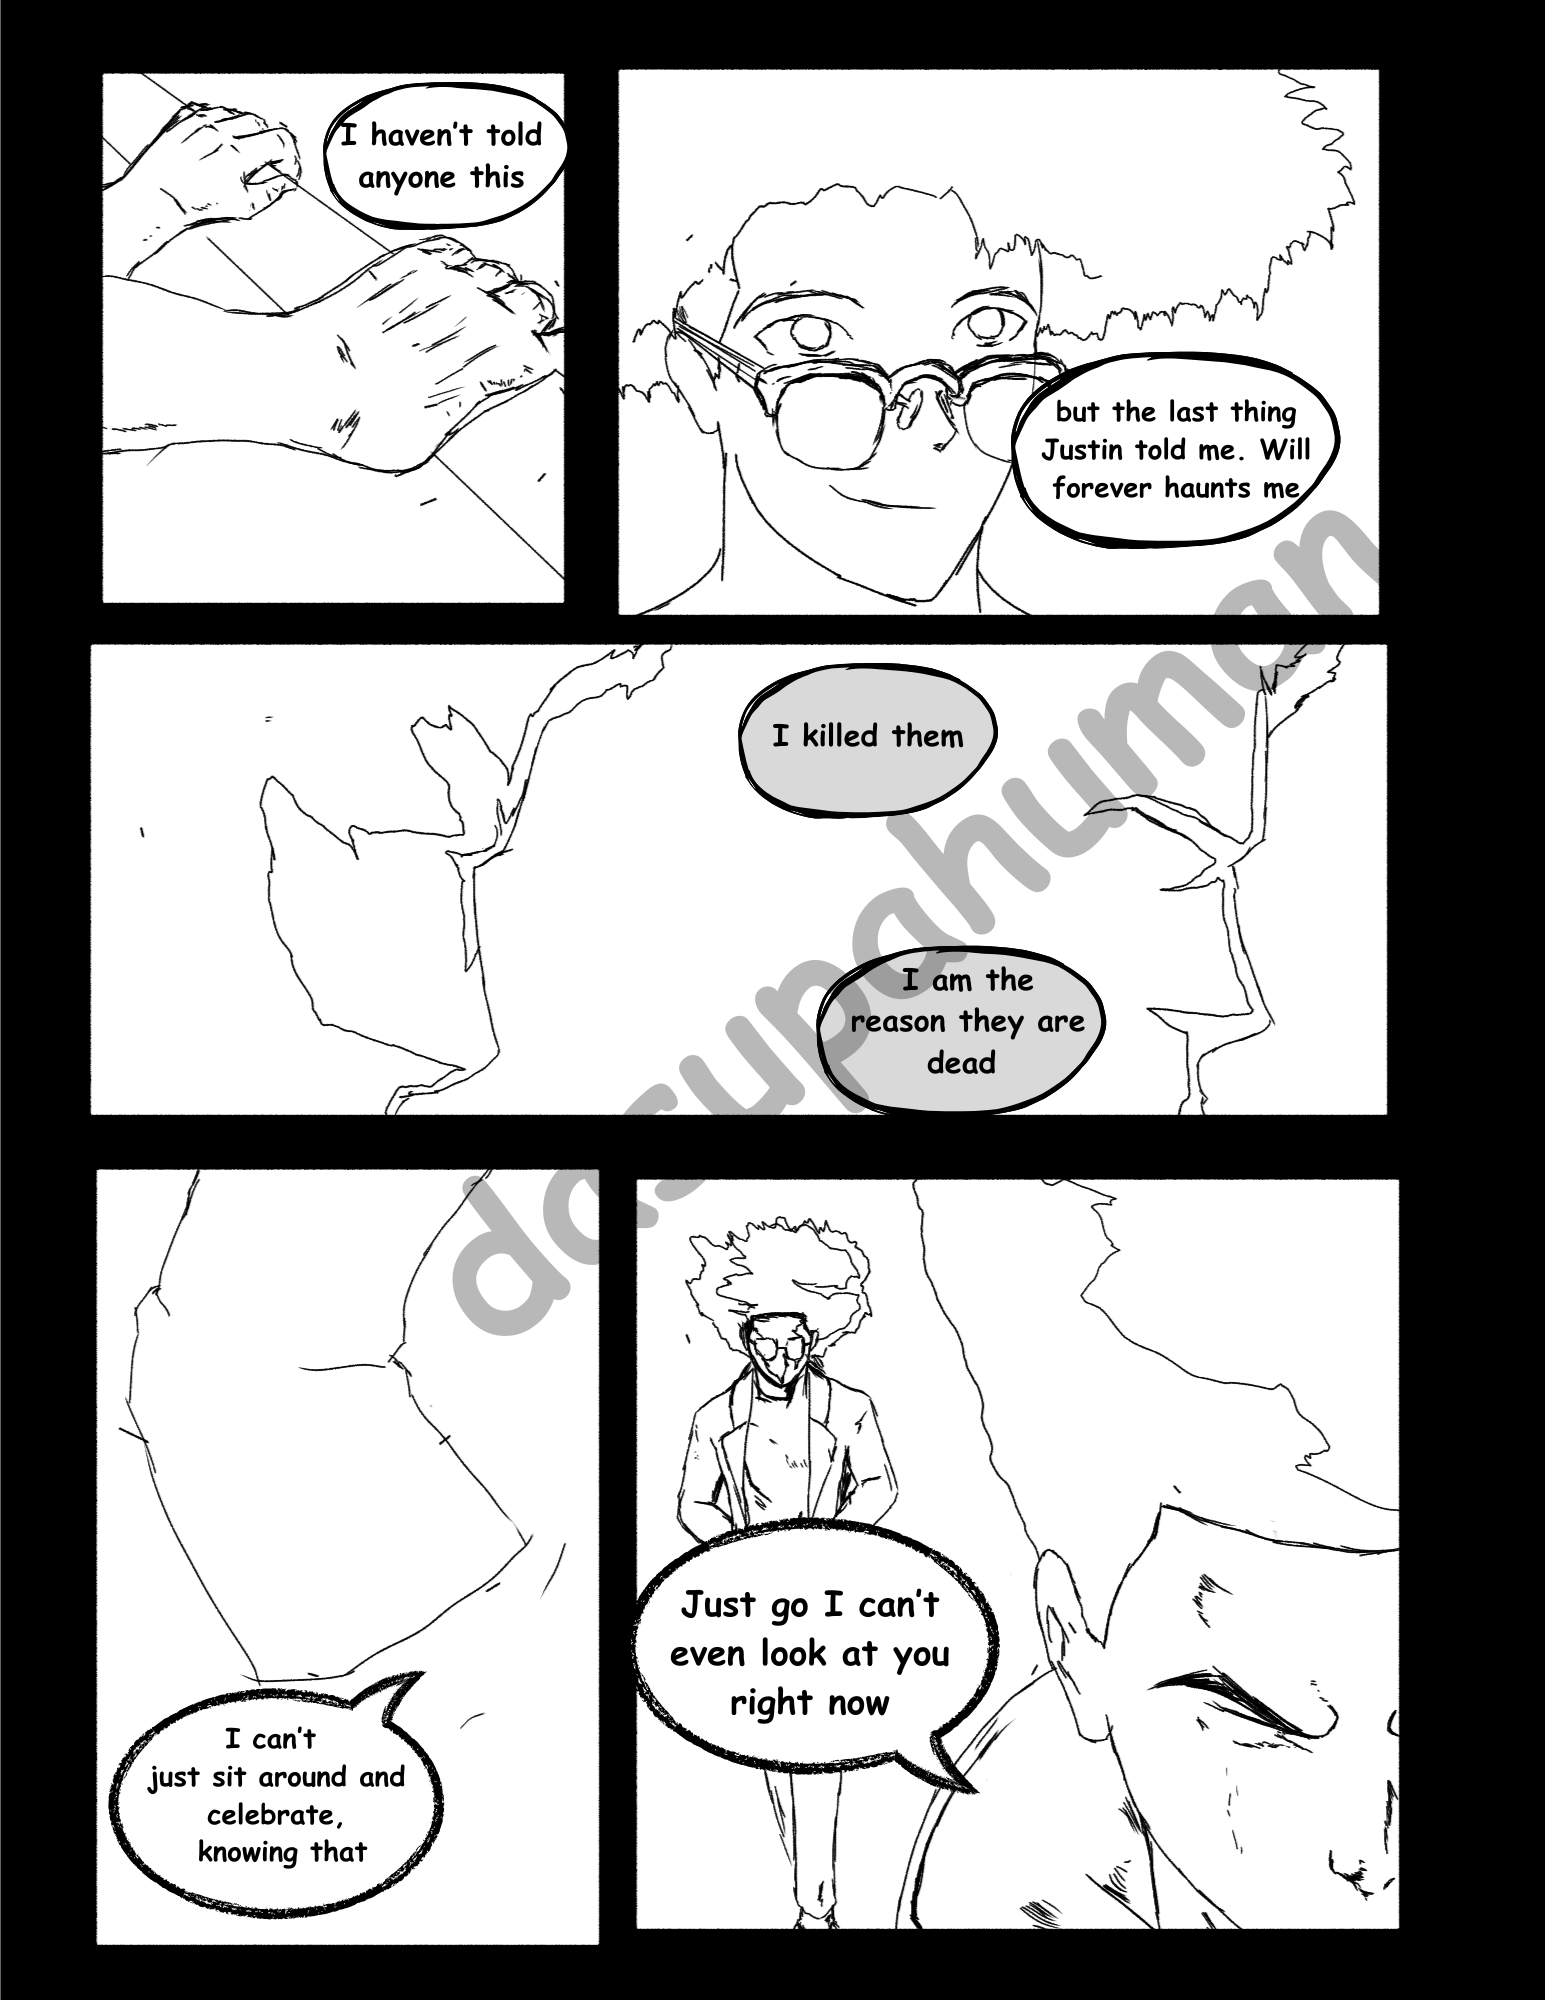 I haven't told
anyone this
but the last thing
Justin told me. Will
forever haunts me
I killed them
I am the
reason they are
dead
I can't
just sit around and
celebrate,
knowing that
Just go I can't
even look at you
right now
dasupahuman